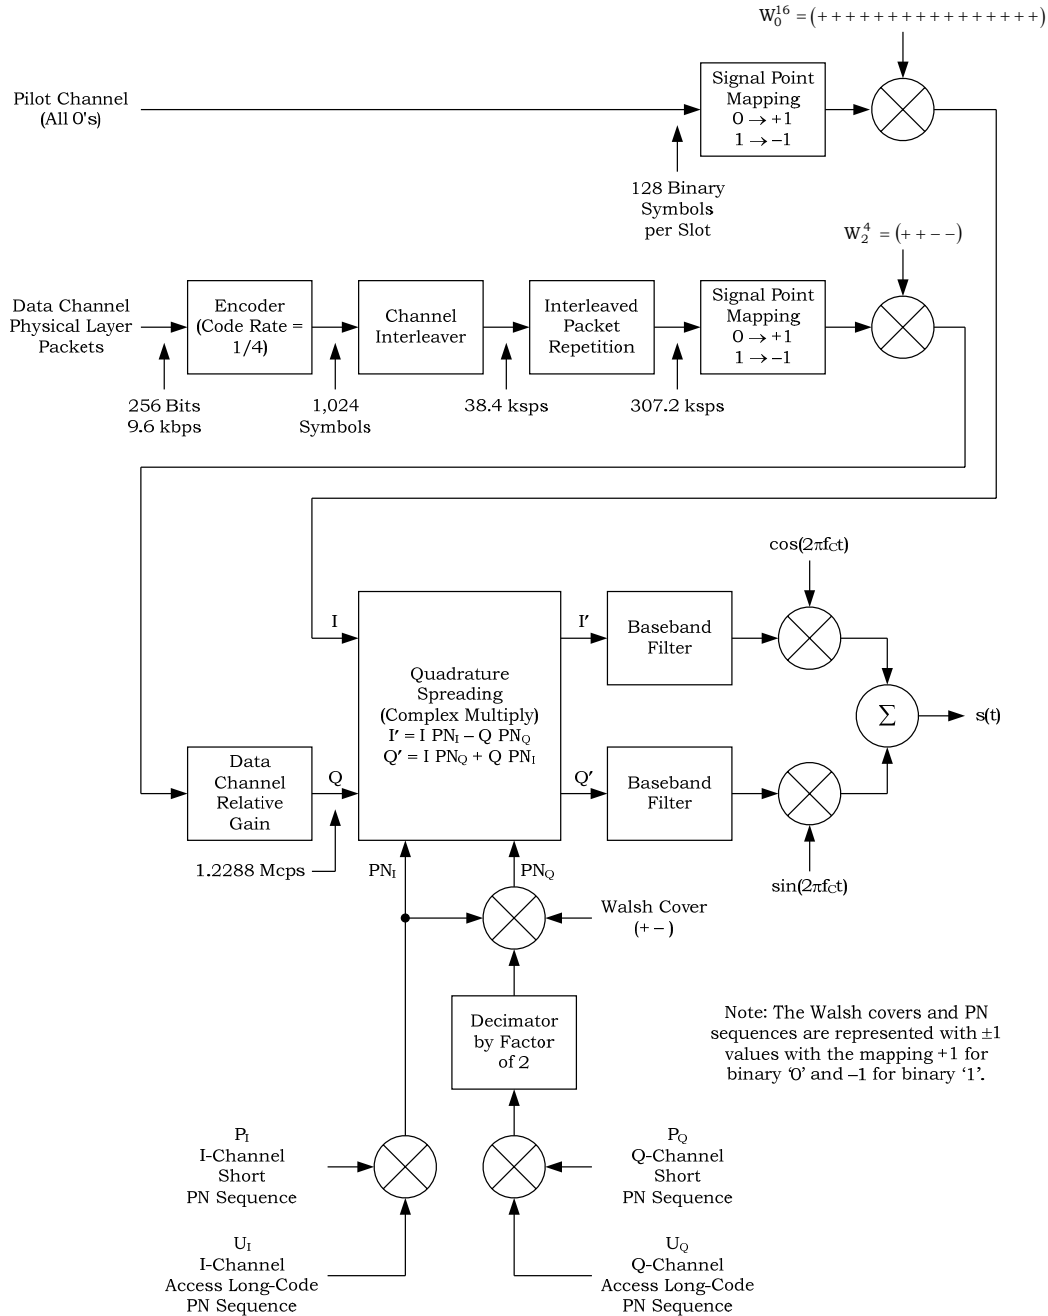 W₀¹⁶ = (+ + + + + + + + + + + + + + + +)
Pilot Channel
(All 0's)
Signal Point
Mapping
0 → +1
1 → –1
128 Binary
Symbols
per Slot
W₂⁴ = (+ + – –)
Data Channel
Physical Layer
Packets
Encoder
(Code Rate =
1/4)
Channel
Interleaver
Interleaved
Packet
Repetition
Signal Point
Mapping
0 → +1
1 → –1
256 Bits
9.6 kbps
1,024
Symbols
38.4 ksps
307.2 ksps
cos(2πf_Ct)
I
Quadrature
Spreading
(Complex Multiply)
I′ = I PN_I – Q PN_Q
Q′ = I PN_Q + Q PN_I
I′
Baseband
Filter
Σ
s(t)
Data
Channel
Relative
Gain
Q
Q′
Baseband
Filter
1.2288 Mcps
PN_I
PN_Q
sin(2πf_Ct)
Walsh Cover
(+ –)
Decimator
by Factor
of 2
Note: The Walsh covers and PN
sequences are represented with ±1
values with the mapping +1 for
binary ‘0’ and –1 for binary ‘1’.
P_I
I-Channel
Short
PN Sequence
P_Q
Q-Channel
Short
PN Sequence
U_I
I-Channel
Access Long-Code
PN Sequence
U_Q
Q-Channel
Access Long-Code
PN Sequence